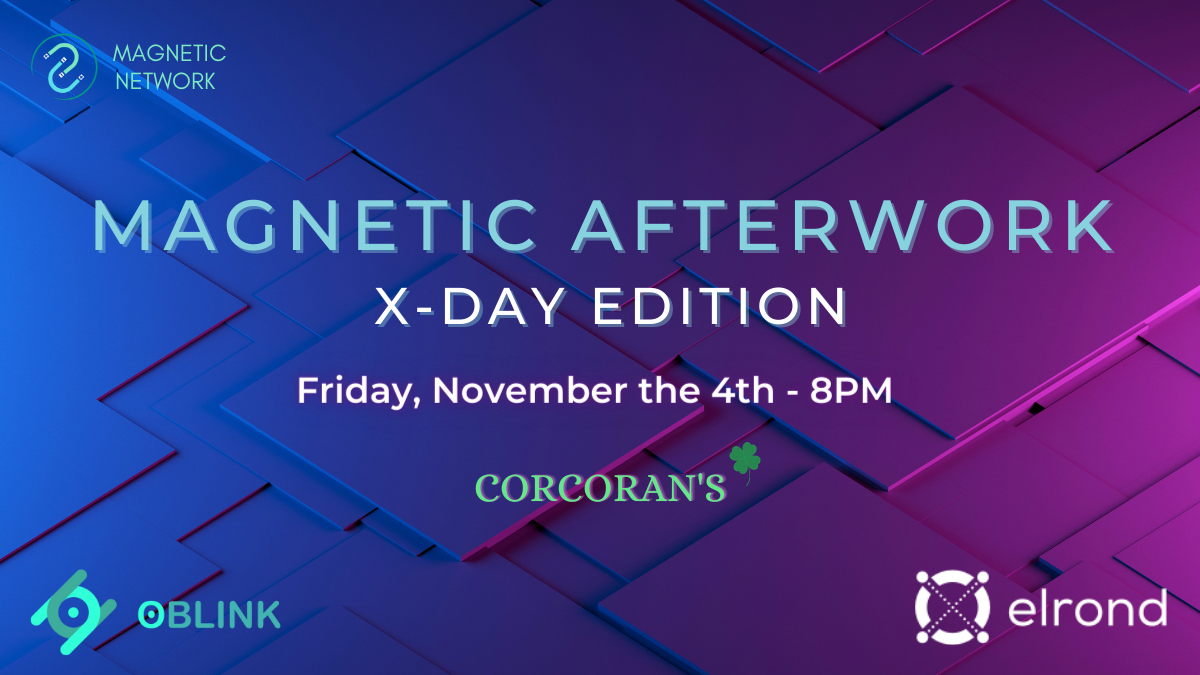 MAGNETIC
NETWORK
MAGNETIC AFTERWORK
X-DAY EDITION
Friday, November the 4th - 8PM
CORCORAN'S
OBLINK
elrond